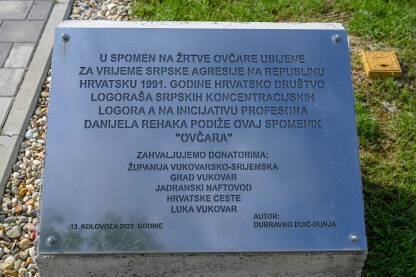 U SPOMEN NA ŽRTVE OVČARE UBIJENE
ZA VRIJEME SRPSKE AGRESIJE NA REPUBLIKU
HRVATSKU 1991. GODINE HRVATSKO DRUŠTVO
LOGORAŠA SRPSKIH KONCENTRACIJSKIH
LOGORA A NA INICIJATIVU PROFESORA
DANIJELA REHAKA PODIŽE OVAJ SPOMENIK
"OVČARA"
ZAHVALJUJEMO DONATORIMA:
ŽUPANIJA VUKOVARSKO-SRIJEMSKA
GRAD VUKOVAR
JADRANSKI NAFTOVOD
HRVATSKE CESTE
LUKA VUKOVAR
13. KOLOVOZA 2022. GODINE
AUTOR:
DUBRAVKO DUIĆ-DUNJA